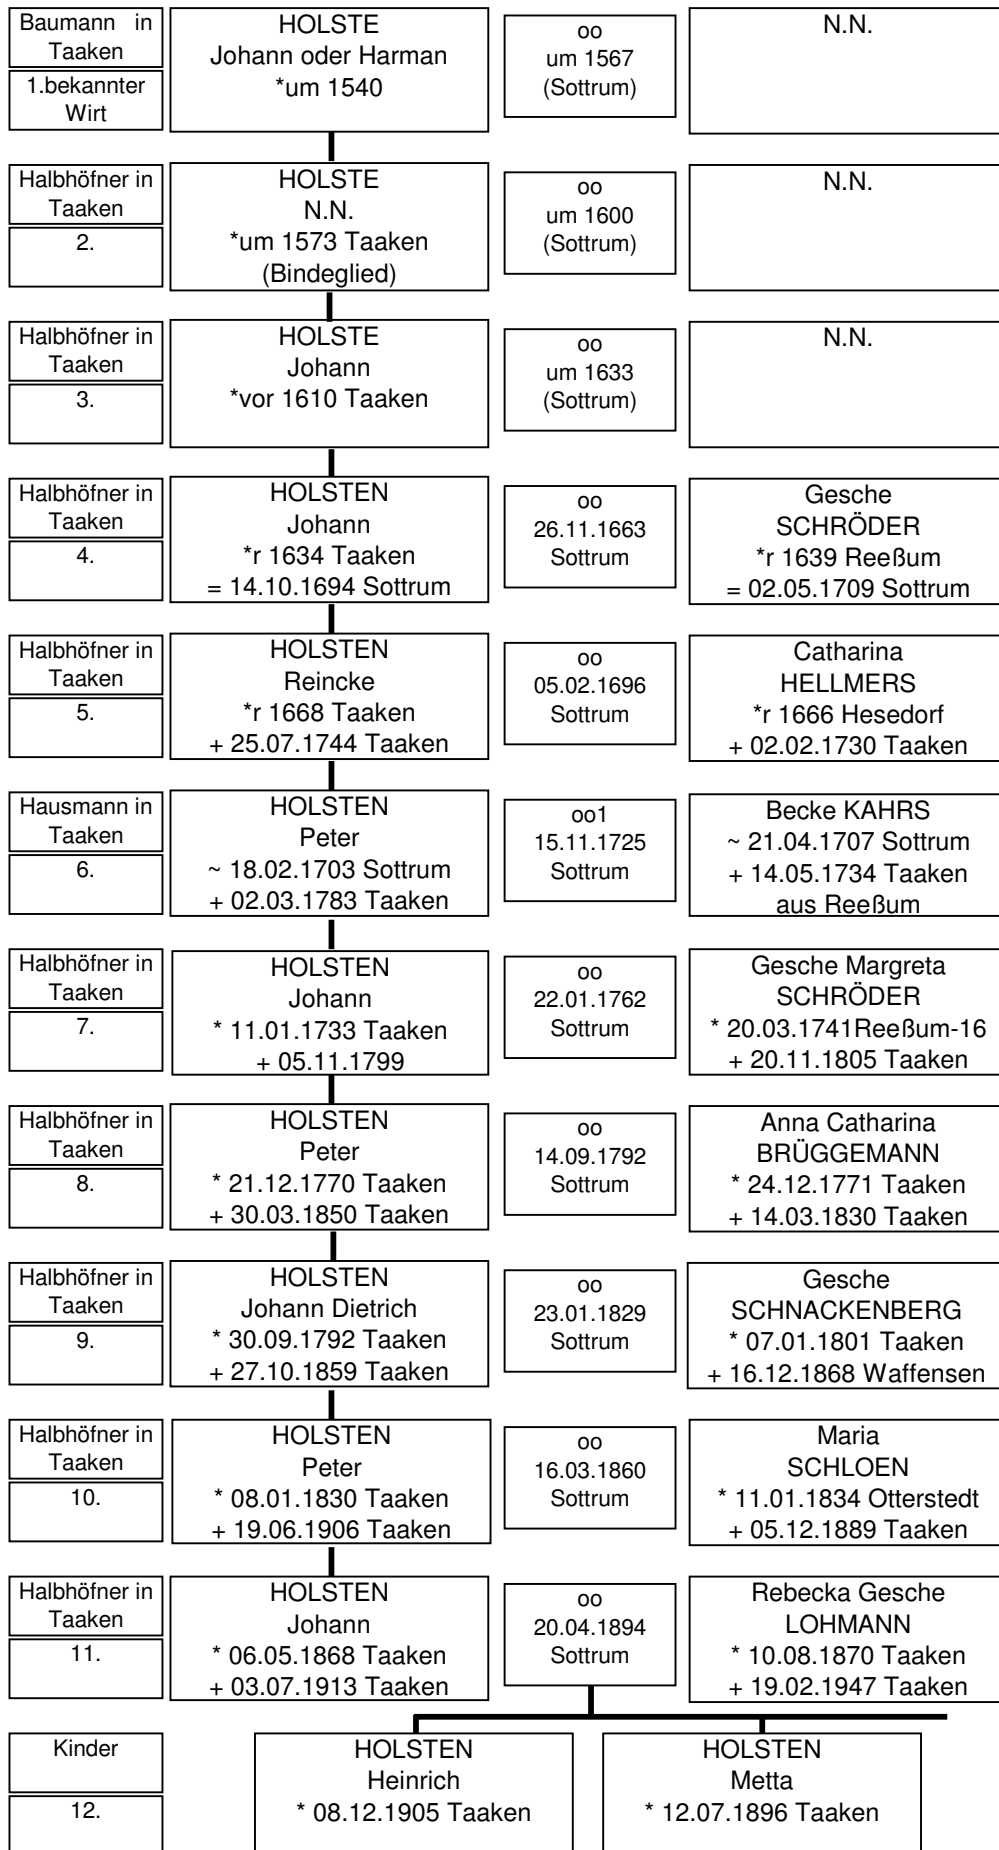 Baumann in
Taaken
1.bekannter
Wirt
HOLSTE
Johann oder Harman
*um 1540
oo
um 1567
(Sottrum)
N.N.
Halbhöfner in
Taaken
2.
HOLSTE
N.N.
*um 1573 Taaken
(Bindeglied)
oo
um 1600
(Sottrum)
N.N.
Halbhöfner in
Taaken
3.
HOLSTE
Johann
*vor 1610 Taaken
oo
um 1633
(Sottrum)
N.N.
Halbhöfner in
Taaken
4.
HOLSTEN
Johann
*r 1634 Taaken
= 14.10.1694 Sottrum
oo
26.11.1663
Sottrum
Gesche
SCHRÖDER
*r 1639 Reeßum
= 02.05.1709 Sottrum
Halbhöfner in
Taaken
5.
HOLSTEN
Reincke
*r 1668 Taaken
+ 25.07.1744 Taaken
oo
05.02.1696
Sottrum
Catharina
HELLMERS
*r 1666 Hesedorf
+ 02.02.1730 Taaken
Hausmann in
Taaken
6.
HOLSTEN
Peter
~ 18.02.1703 Sottrum
+ 02.03.1783 Taaken
oo1
15.11.1725
Sottrum
Becke KAHRS
~ 21.04.1707 Sottrum
+ 14.05.1734 Taaken
aus Reeßum
Halbhöfner in
Taaken
7.
HOLSTEN
Johann
* 11.01.1733 Taaken
+ 05.11.1799
oo
22.01.1762
Sottrum
Gesche Margreta
SCHRÖDER
* 20.03.1741Reeßum-16
+ 20.11.1805 Taaken
Halbhöfner in
Taaken
8.
HOLSTEN
Peter
* 21.12.1770 Taaken
+ 30.03.1850 Taaken
oo
14.09.1792
Sottrum
Anna Catharina
BRÜGGEMANN
* 24.12.1771 Taaken
+ 14.03.1830 Taaken
Halbhöfner in
Taaken
9.
HOLSTEN
Johann Dietrich
* 30.09.1792 Taaken
+ 27.10.1859 Taaken
oo
23.01.1829
Sottrum
Gesche
SCHNACKENBERG
* 07.01.1801 Taaken
+ 16.12.1868 Waffensen
Halbhöfner in
Taaken
10.
HOLSTEN
Peter
* 08.01.1830 Taaken
+ 19.06.1906 Taaken
oo
16.03.1860
Sottrum
Maria
SCHLOEN
* 11.01.1834 Otterstedt
+ 05.12.1889 Taaken
Halbhöfner in
Taaken
11.
HOLSTEN
Johann
* 06.05.1868 Taaken
+ 03.07.1913 Taaken
oo
20.04.1894
Sottrum
Rebecka Gesche
LOHMANN
* 10.08.1870 Taaken
+ 19.02.1947 Taaken
Kinder
12.
HOLSTEN
Heinrich
* 08.12.1905 Taaken
HOLSTEN
Metta
* 12.07.1896 Taaken